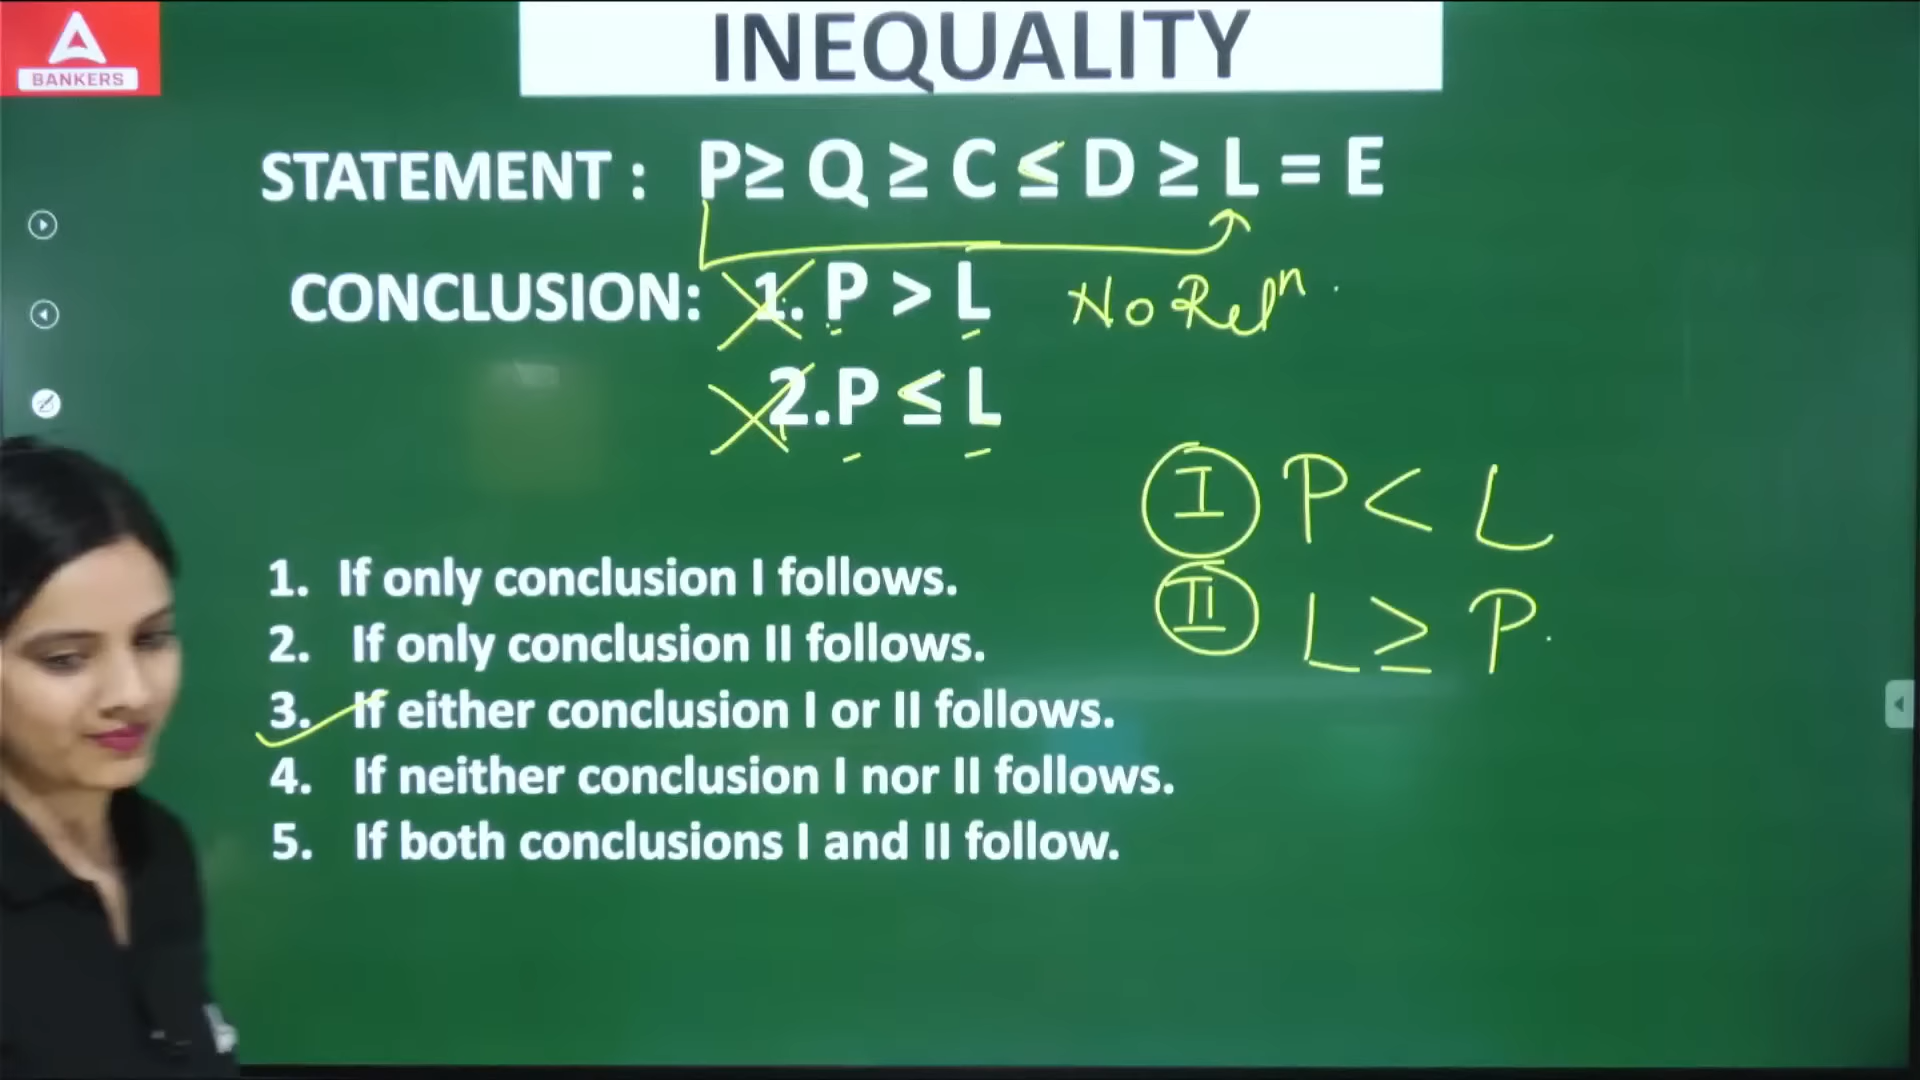 BANKERS
INEQUALITY
STATEMENT : P≥ Q ≥ C ≤ D ≥ L = E
CONCLUSION: 1. P > L No Relⁿ.
2.P ≤ L
I P < L
II L ≥ P.
1. If only conclusion I follows.
2. If only conclusion II follows.
3. If either conclusion I or II follows.
4. If neither conclusion I nor II follows.
5. If both conclusions I and II follow.